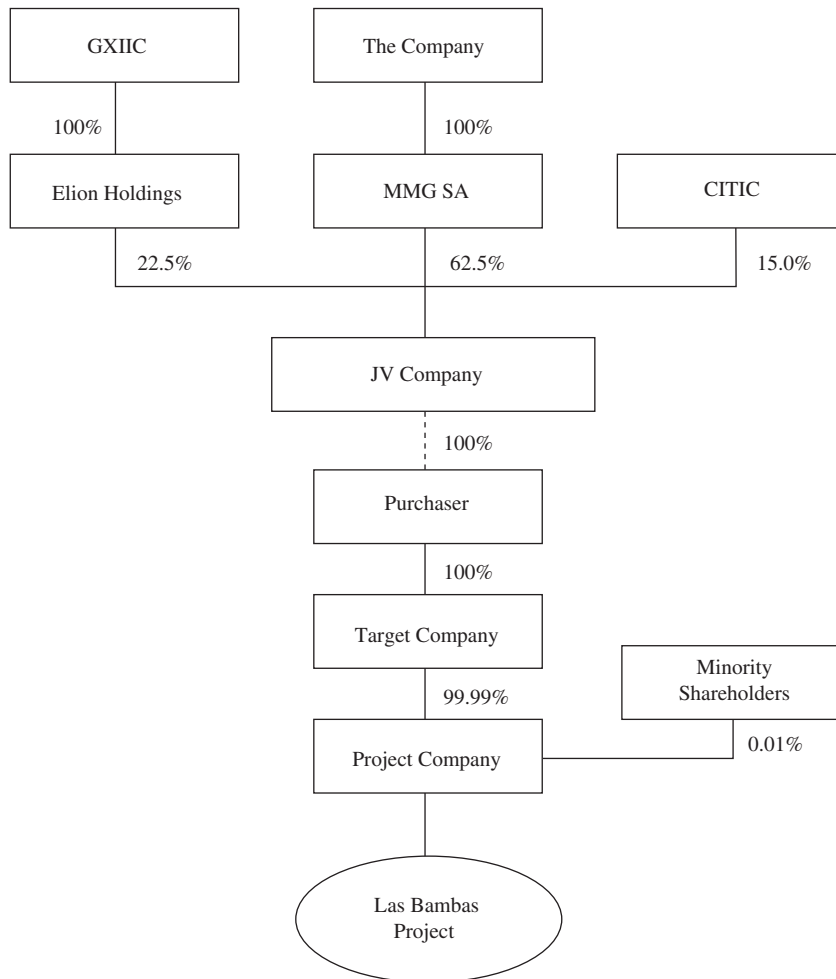 GXIIC
The Company
100%
100%
Elion Holdings
MMG SA
CITIC
22.5%
62.5%
15.0%
JV Company
100%
Purchaser
100%
Target Company
Minority
Shareholders
99.99%
0.01%
Project Company
Las Bambas
Project